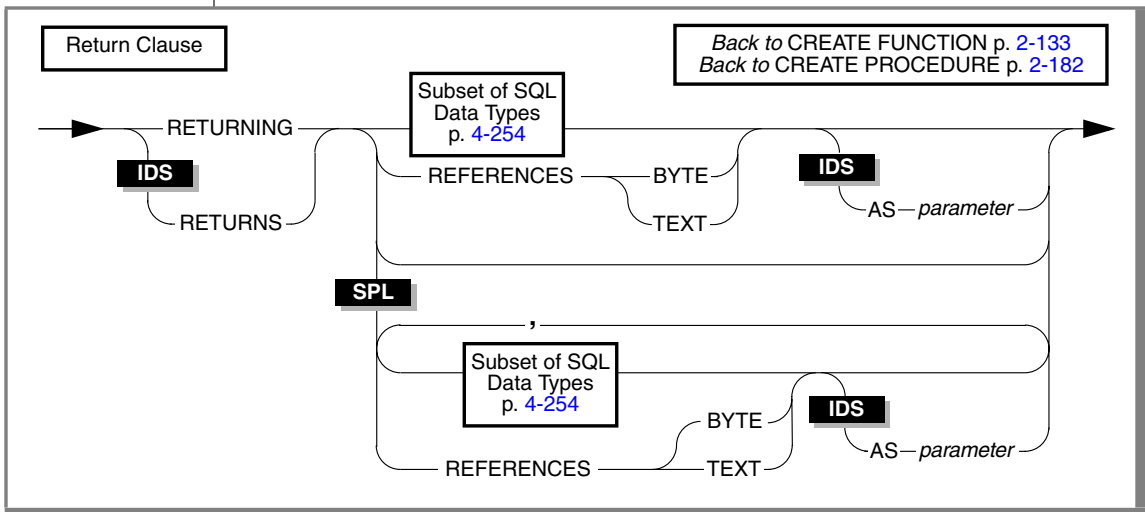 Return Clause
Back to CREATE FUNCTION p. 2-133
Back to CREATE PROCEDURE p. 2-182
Subset of SQL
Data Types
p. 4-254
RETURNING
IDS
RETURNS
REFERENCES
BYTE
TEXT
IDS
AS
parameter
SPL
,
Subset of SQL
Data Types
p. 4-254
REFERENCES
BYTE
TEXT
IDS
AS
parameter